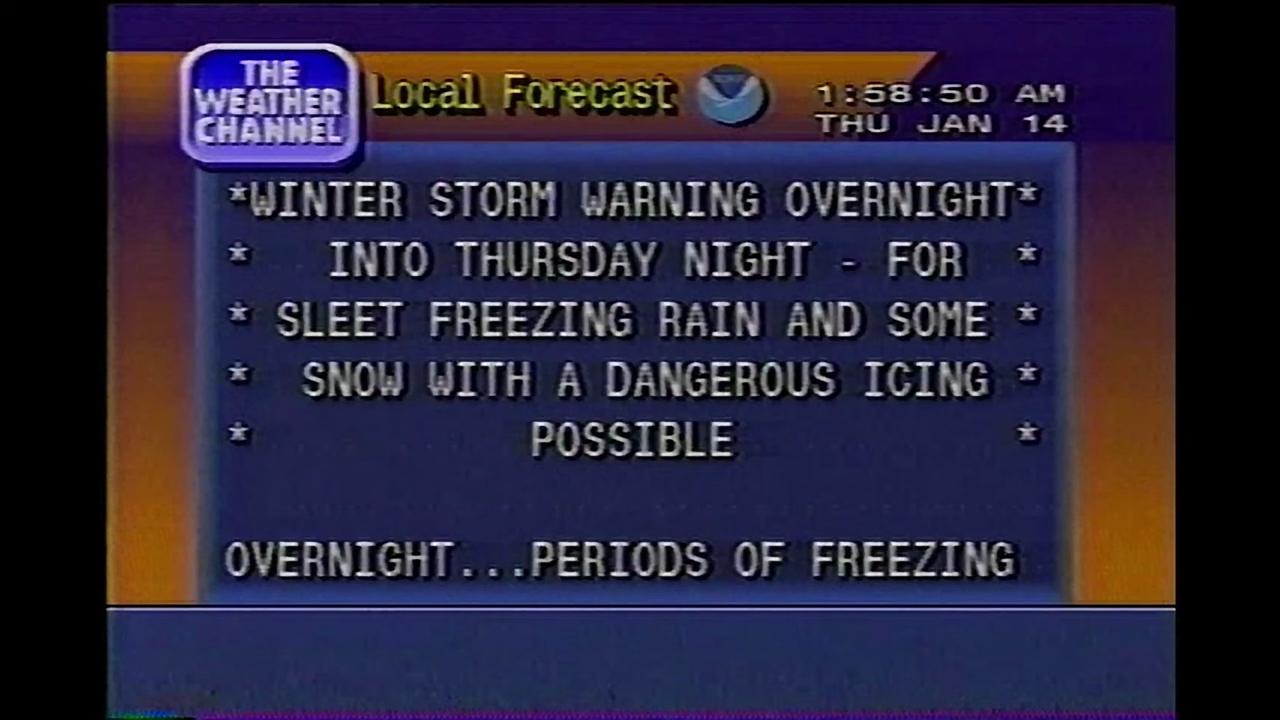 THE
WEATHER
CHANNEL
Local Forecast
1:58:50 AM
THU JAN 14
*WINTER STORM WARNING OVERNIGHT*
* INTO THURSDAY NIGHT - FOR *
* SLEET FREEZING RAIN AND SOME *
* SNOW WITH A DANGEROUS ICING *
* POSSIBLE *
OVERNIGHT...PERIODS OF FREEZING